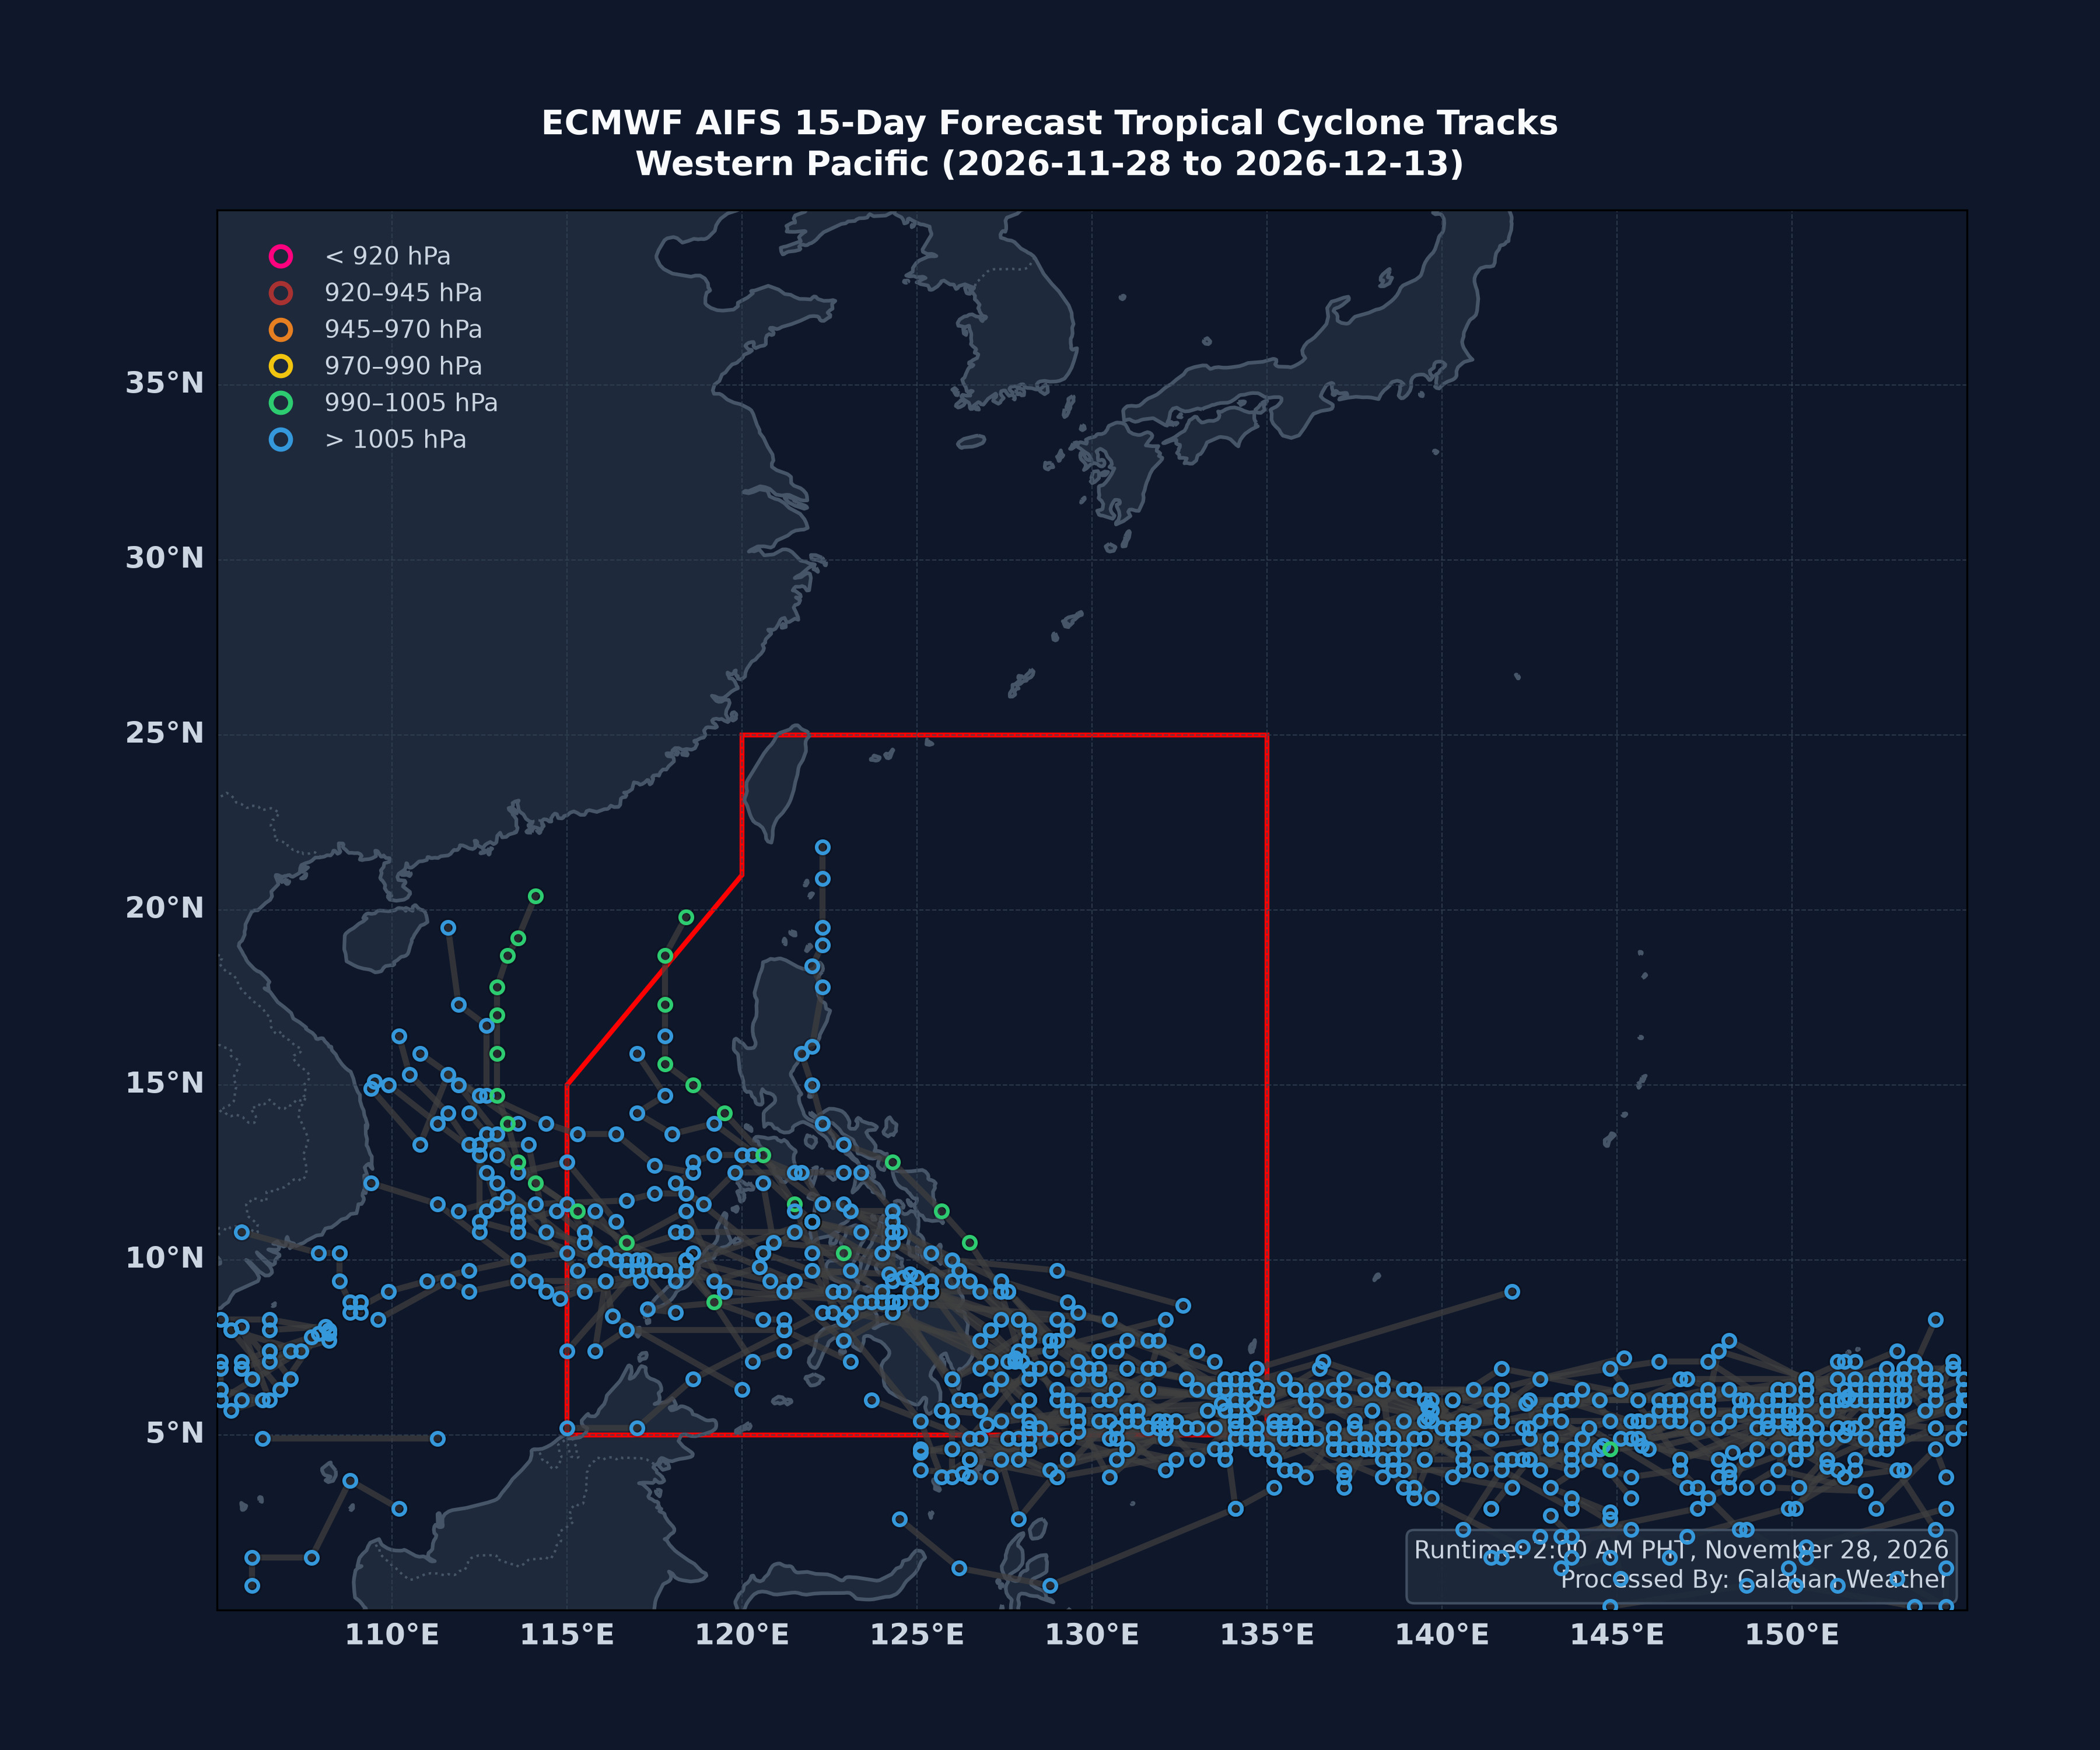 ECMWF AIFS 15-Day Forecast Tropical Cyclone Tracks
Western Pacific (2026-11-28 to 2026-12-13)
< 920 hPa
920–945 hPa
945–970 hPa
970–990 hPa
990–1005 hPa
> 1005 hPa
35°N
30°N
25°N
20°N
15°N
10°N
5°N
Runtime: 2:00 AM PHT, November 28, 2026
Processed By: Calauan Weather
110°E
115°E
120°E
125°E
130°E
135°E
140°E
145°E
150°E